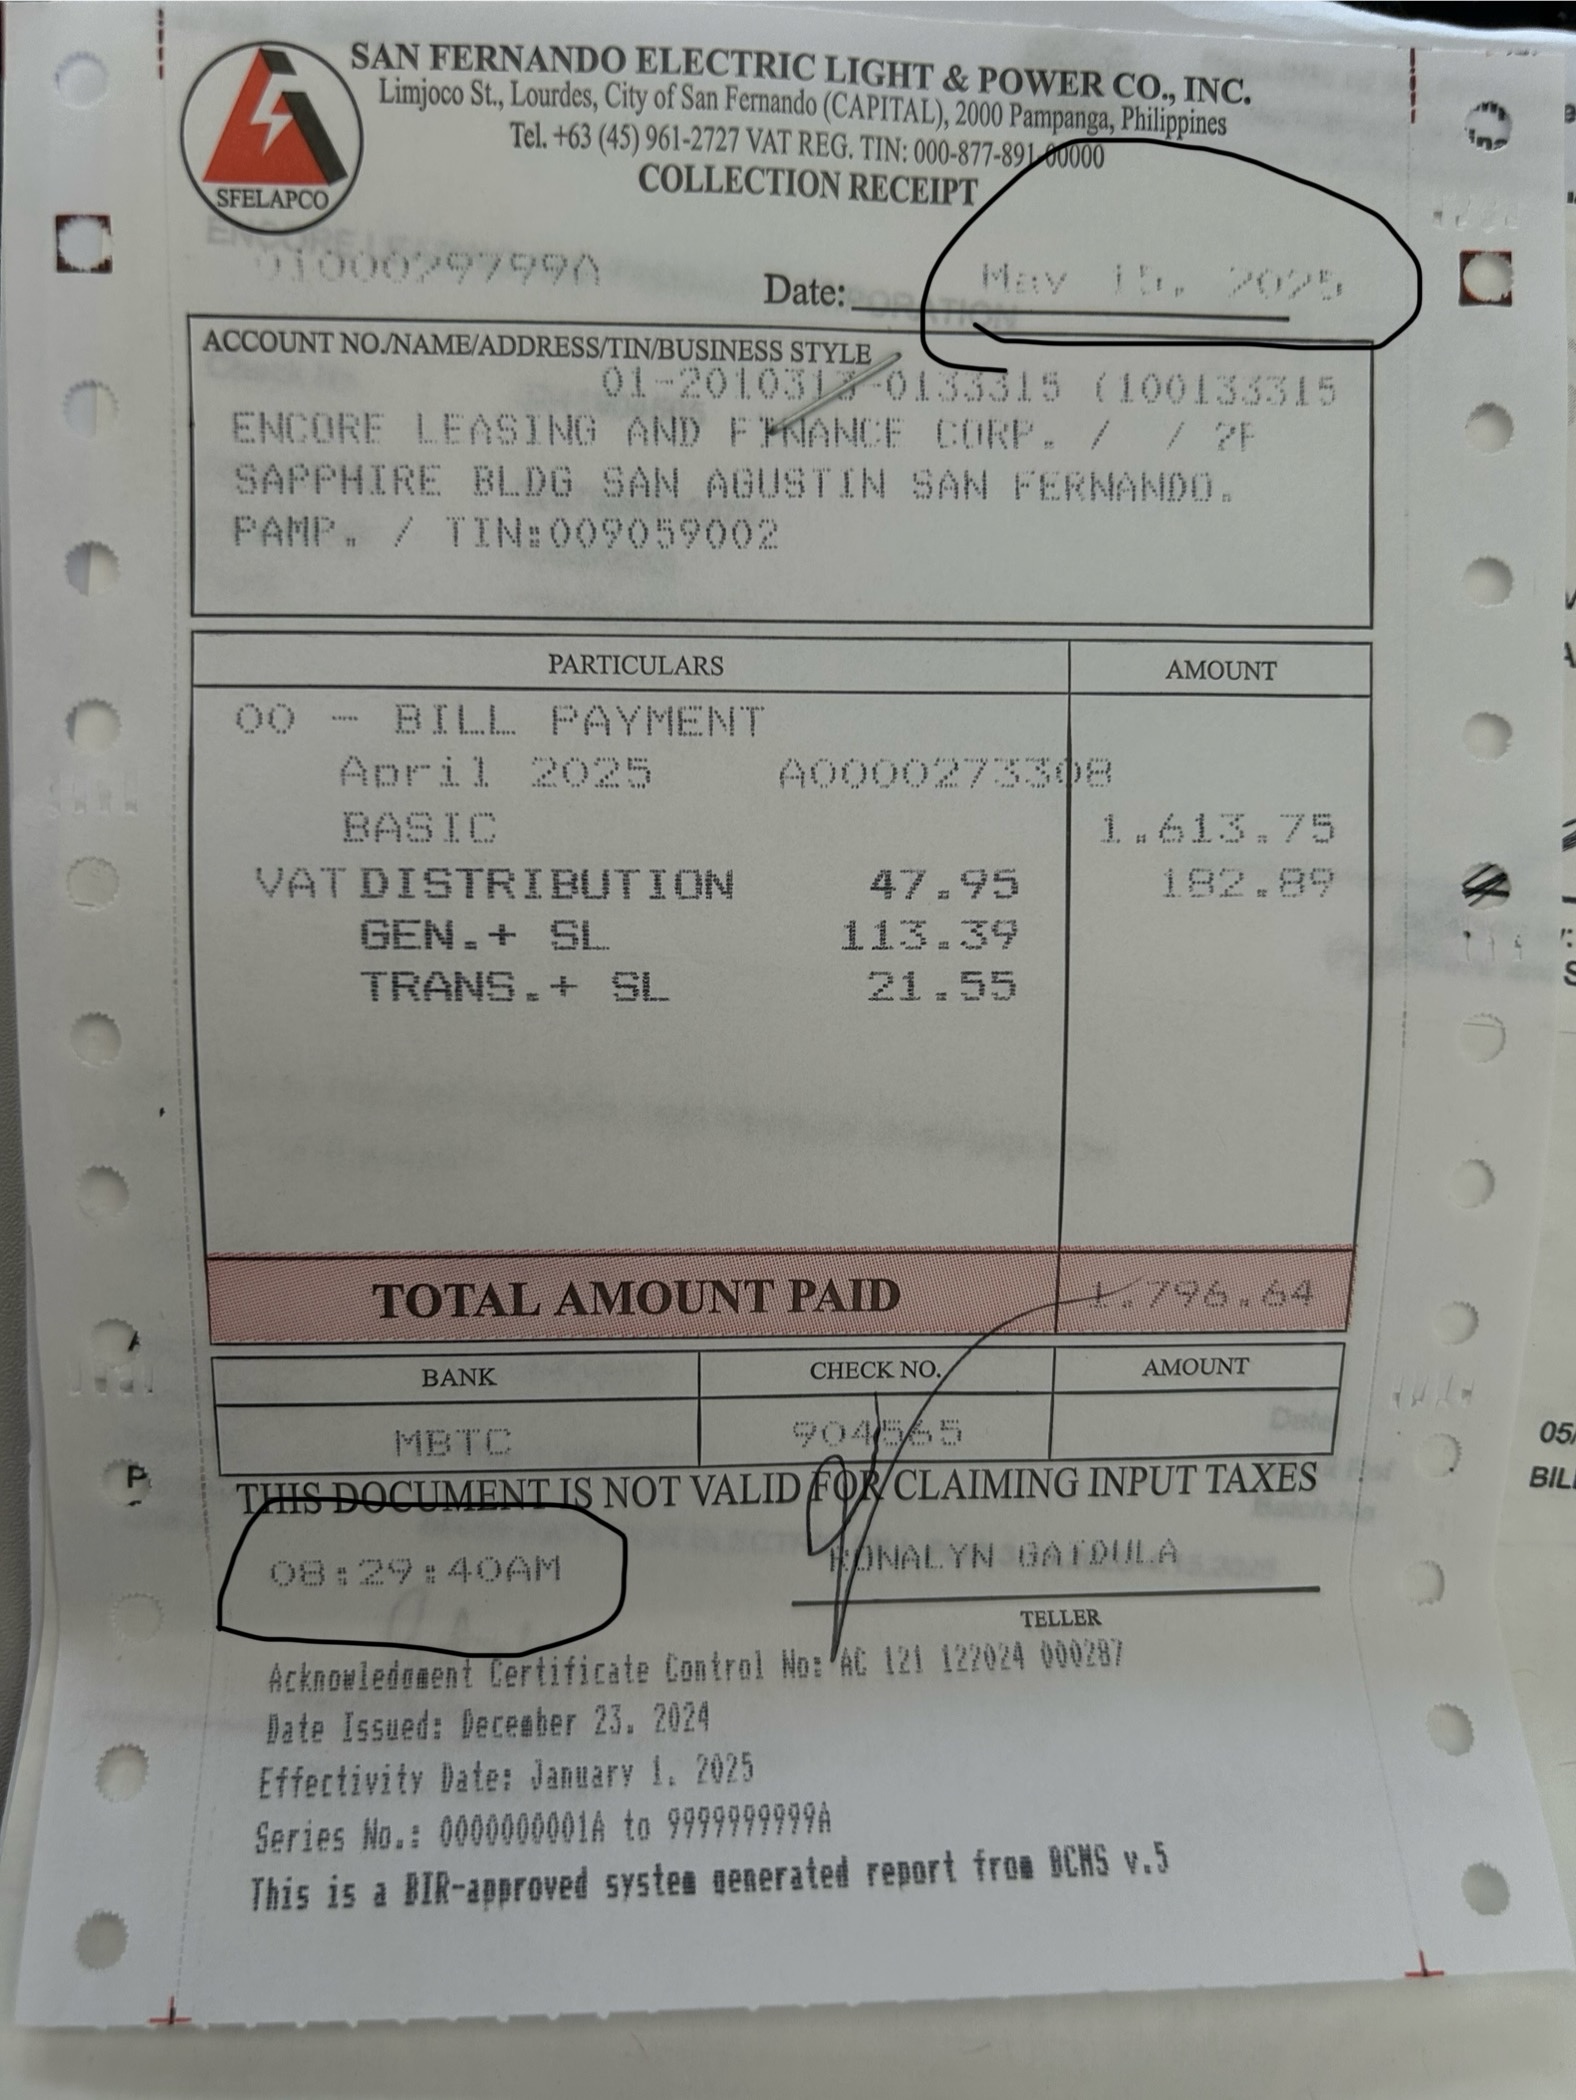 SAN FERNANDO ELECTRIC LIGHT & POWER CO., INC.
Limjoco St., Lourdes, City of San Fernando (CAPITAL), 2000 Pampanga, Philippines
Tel. +63 (45) 961-2727 VAT REG. TIN: 000-877-891-00000
COLLECTION RECEIPT
SFELAPCO
Date: May 15, 2025
ACCOUNT NO./NAME/ADDRESS/TIN/BUSINESS STYLE
01-2010313-0133315 (100133315
ENCORE LEASING AND FINANCE CORP. / / 2F
SAPPHIRE BLDG SAN AGUSTIN SAN FERNANDO.
PAMP. / TIN:009059002
PARTICULARS AMOUNT
00 - BILL PAYMENT
April 2025 A0000273308
BASIC 1.613.75
VAT DISTRIBUTION 47.95 182.89
GEN.+ SL 113.39
TRANS.+ SL 21.55
TOTAL AMOUNT PAID 1.796.64
BANK CHECK NO. AMOUNT
MBTC 904565
THIS DOCUMENT IS NOT VALID FOR CLAIMING INPUT TAXES
08:29:40AM RONALYN GATDULA
TELLER
Acknowledgment Certificate Control No: AC 121 122024 000287
Date Issued: December 23. 2024
Effectivity Date: January 1. 2025
Series No.: 0000000001A to 9999999999A
This is a BIR-approved system generated report from BCMS v.5
05/
BIL